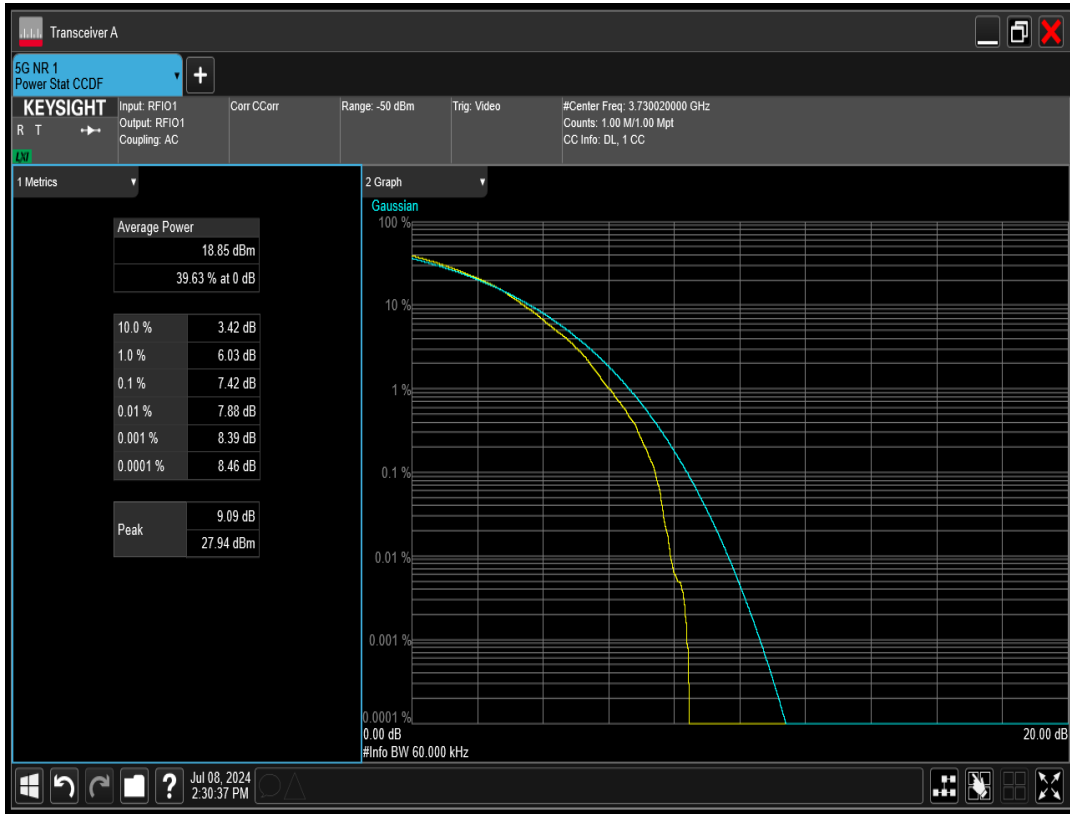 Transceiver A
5G NR 1
Power Stat CCDF
+
KEYSIGHT
R T
LXI
Input: RFIO1
Output: RFIO1
Coupling: AC
Corr CCorr
Range: -50 dBm
Trig: Video
#Center Freq: 3.730020000 GHz
Counts: 1.00 M/1.00 Mpt
CC Info: DL, 1 CC
1 Metrics
Average Power
18.85 dBm
39.63 % at 0 dB
10.0 % 3.42 dB
1.0 % 6.03 dB
0.1 % 7.42 dB
0.01 % 7.88 dB
0.001 % 8.39 dB
0.0001 % 8.46 dB
Peak
9.09 dB
27.94 dBm
2 Graph
Gaussian
100 %
10 %
1 %
0.1 %
0.01 %
0.001 %
0.0001 %
0.00 dB 20.00 dB
#Info BW 60.000 kHz
?
Jul 08, 2024
2:30:37 PM